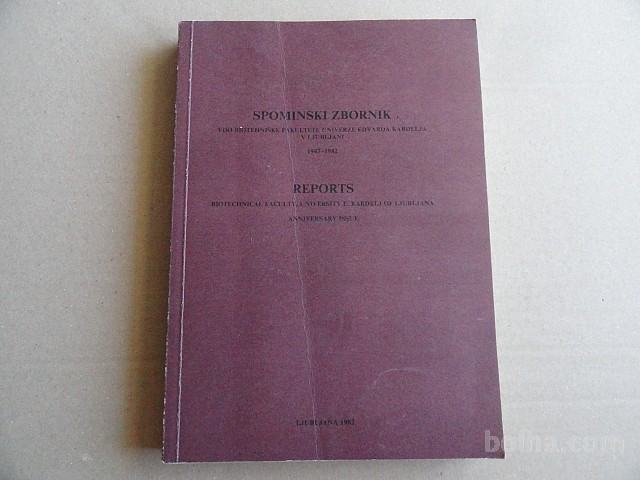 SPOMINSKI ZBORNIK
VDO BIOTEHNIŠKE FAKULTETE UNIVERZE EDVARDA KARDELJA
V LJUBLJANI
1947-1982
REPORTS
BIOTECHNICAL FACULTY, UNIVERSITY E. KARDELJ OF LJUBLJANA
ANNIVERSARY ISSUE
LJUBLJANA 1982
bolha.com